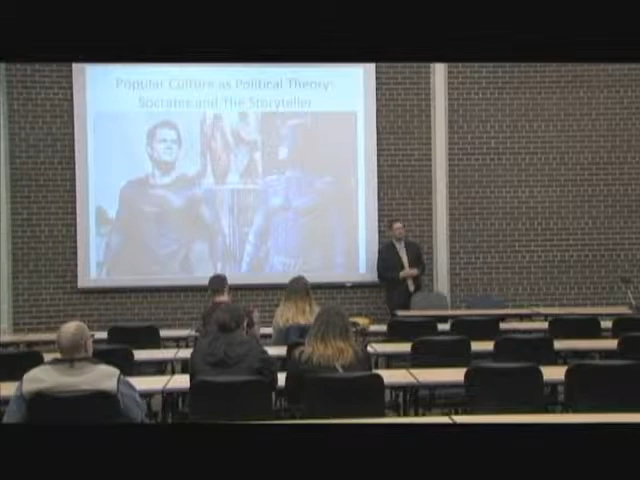 Popular Culture as Political Theory:
Socrates and The Storyteller